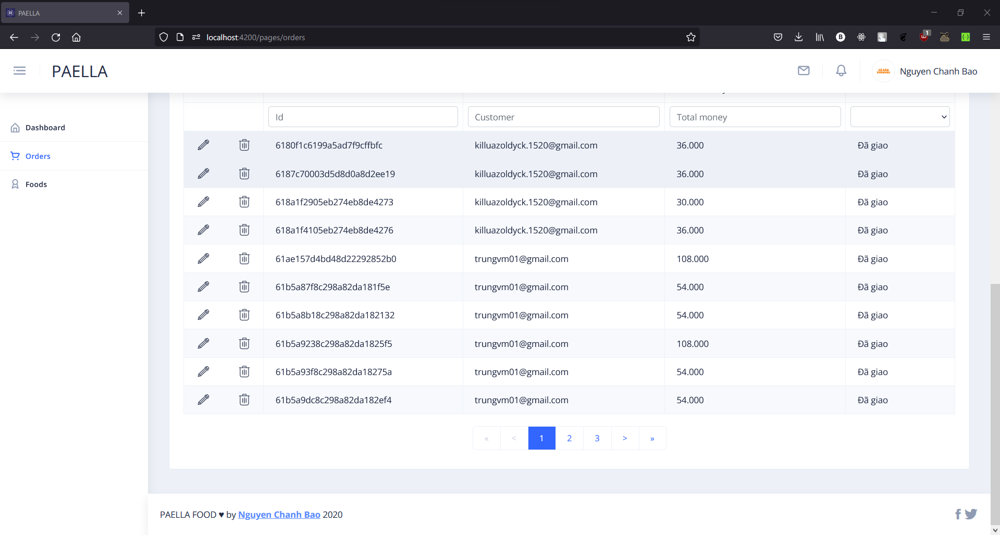 PAELLA
localhost:4200/pages/orders
1
PAELLA
GÀ RÁN
POPEYES
Nguyen Chanh Bao
Dashboard
Orders
Foods
Id Customer Total money
6180f1c6199a5ad7f9cffbfc killuazoldyck.1520@gmail.com 36.000 Đã giao
6187c70003d5d8d0a8d2ee19 killuazoldyck.1520@gmail.com 36.000 Đã giao
618a1f2905eb274eb8de4273 killuazoldyck.1520@gmail.com 30.000 Đã giao
618a1f4105eb274eb8de4276 killuazoldyck.1520@gmail.com 36.000 Đã giao
61ae157d4bd48d22292852b0 trungvm01@gmail.com 108.000 Đã giao
61b5a87f8c298a82da181f5e trungvm01@gmail.com 54.000 Đã giao
61b5a8b18c298a82da182132 trungvm01@gmail.com 54.000 Đã giao
61b5a9238c298a82da1825f5 trungvm01@gmail.com 108.000 Đã giao
61b5a93f8c298a82da18275a trungvm01@gmail.com 54.000 Đã giao
61b5a9dc8c298a82da182ef4 trungvm01@gmail.com 54.000 Đã giao
« < 1 2 3 > »
PAELLA FOOD ♥ by Nguyen Chanh Bao 2020